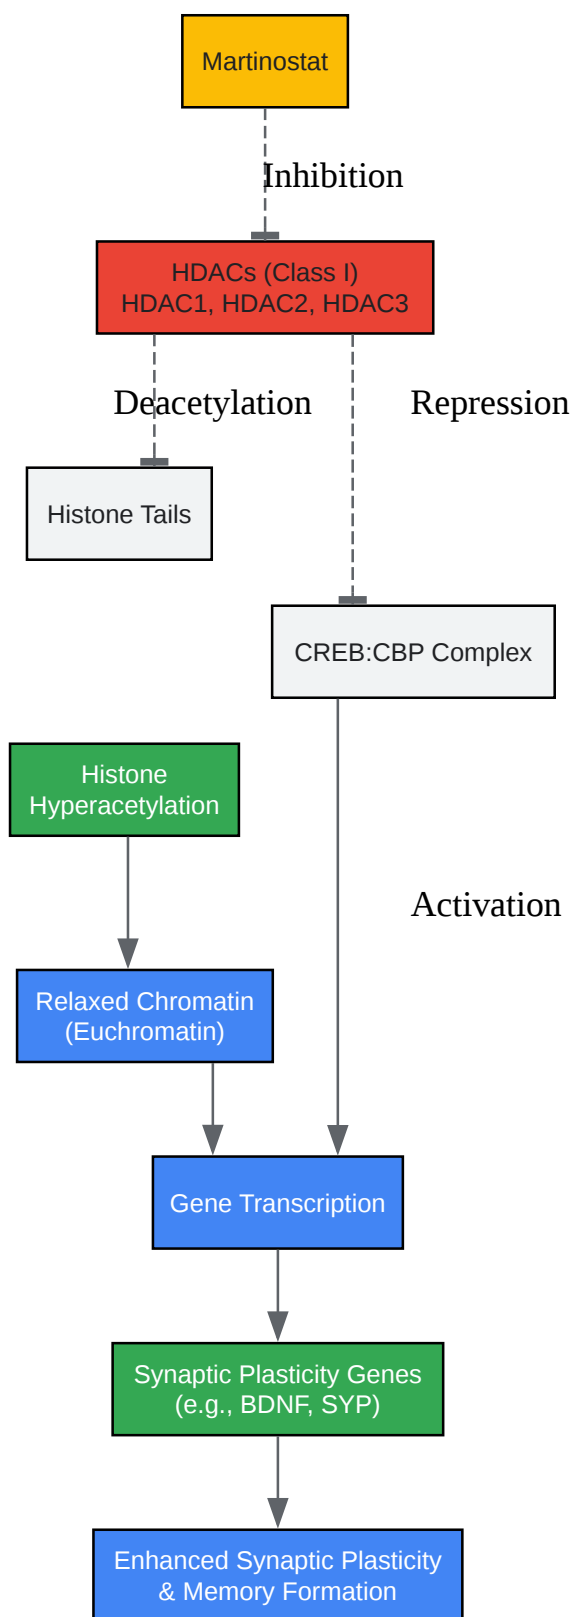 Martinostat
Inhibition
HDACs (Class I)
HDAC1, HDAC2, HDAC3
Deacetylation
Repression
Histone Tails
CREB:CBP Complex
Histone
Hyperacetylation
Activation
Relaxed Chromatin
(Euchromatin)
Gene Transcription
Synaptic Plasticity Genes
(e.g., BDNF, SYP)
Enhanced Synaptic Plasticity
& Memory Formation